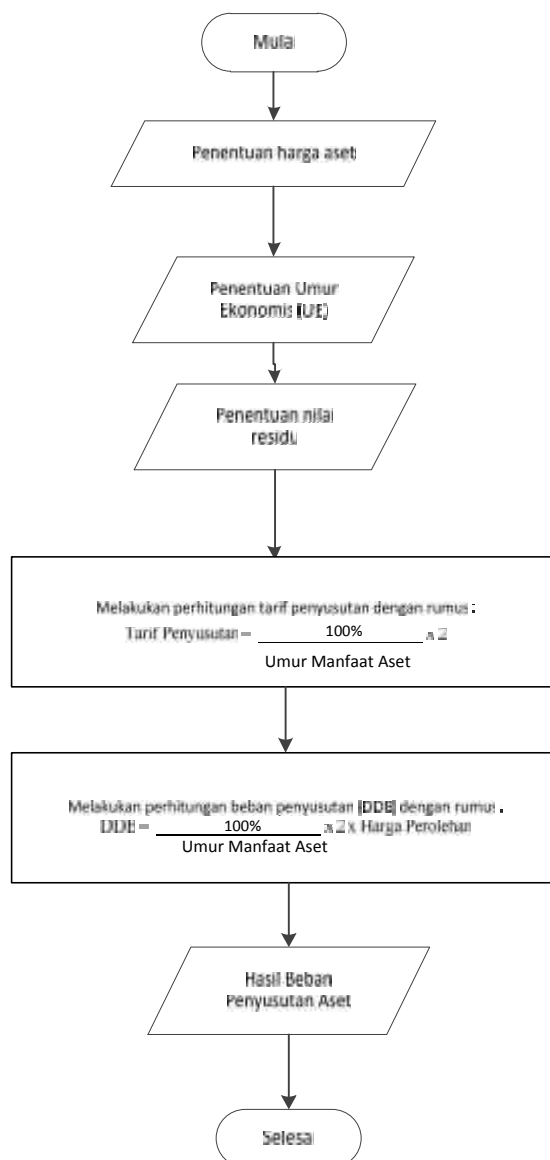 Mulai
Penentuan harga aset
Penentuan Umur
Ekonomis (UE)
Penentuan nilai
residu
Melakukan perhitungan tarif penyusutan dengan rumus :
Tarif Penyusutan = 100% x 2
Umur Manfaat Aset
Melakukan perhitungan beban penyusutan (DDB) dengan rumus :
DDB = 100% x 2 x Harga Perolehan
Umur Manfaat Aset
Hasil Beban
Penyusutan Aset
Selesai